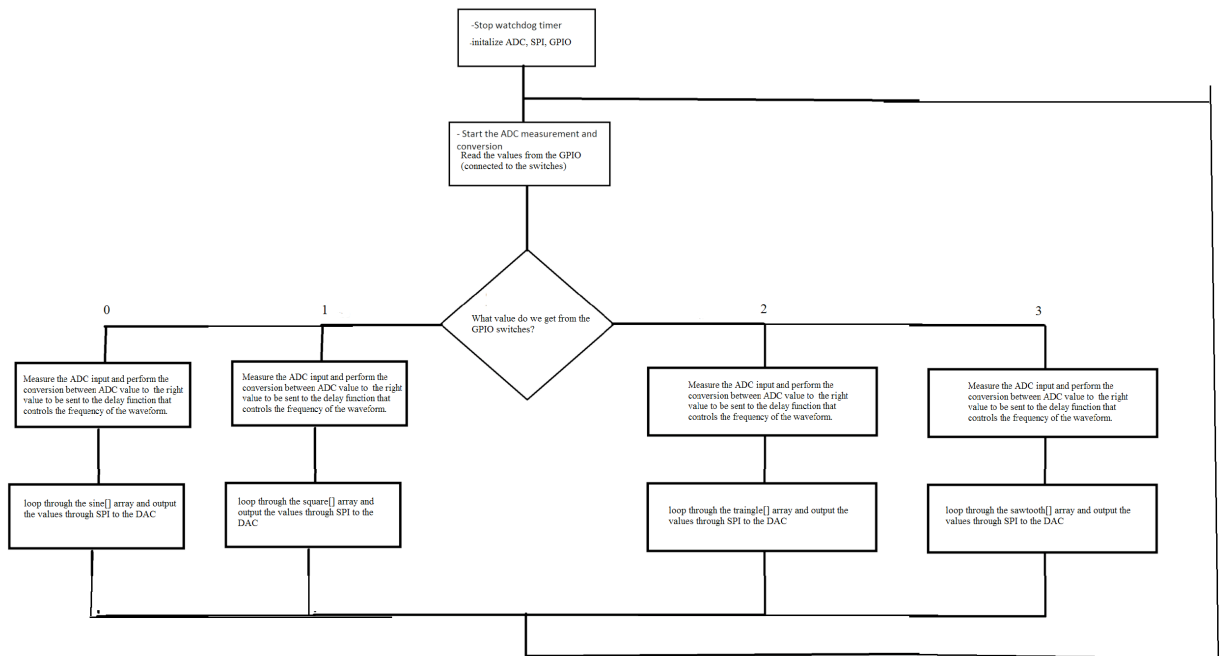 -Stop watchdog timer
-initalize ADC, SPI, GPIO
- Start the ADC measurement and
conversion
Read the values from the GPIO
(connected to the switches)
What value do we get from the
GPIO switches?
0
1
2
3
Measure the ADC input and perform the
conversion between ADC value to the right
value to be sent to the delay function that
controls the frequency of the waveform.
Measure the ADC input and perform the
conversion between ADC value to the right
value to be sent to the delay function that
controls the frequency of the waveform.
Measure the ADC input and perform the
conversion between ADC value to the right
value to be sent to the delay function that
controls the frequency of the waveform.
Measure the ADC input and perform the
conversion between ADC value to the right
value to be sent to the delay function that
controls the frequency of the waveform.
loop through the sine[] array and output
the values through SPI to the DAC
loop through the square[] array and
output the values through SPI to the
DAC
loop through the traingle[] array and output the
values through SPI to the DAC
loop through the sawtooth[] array and output the
values through SPI to the DAC